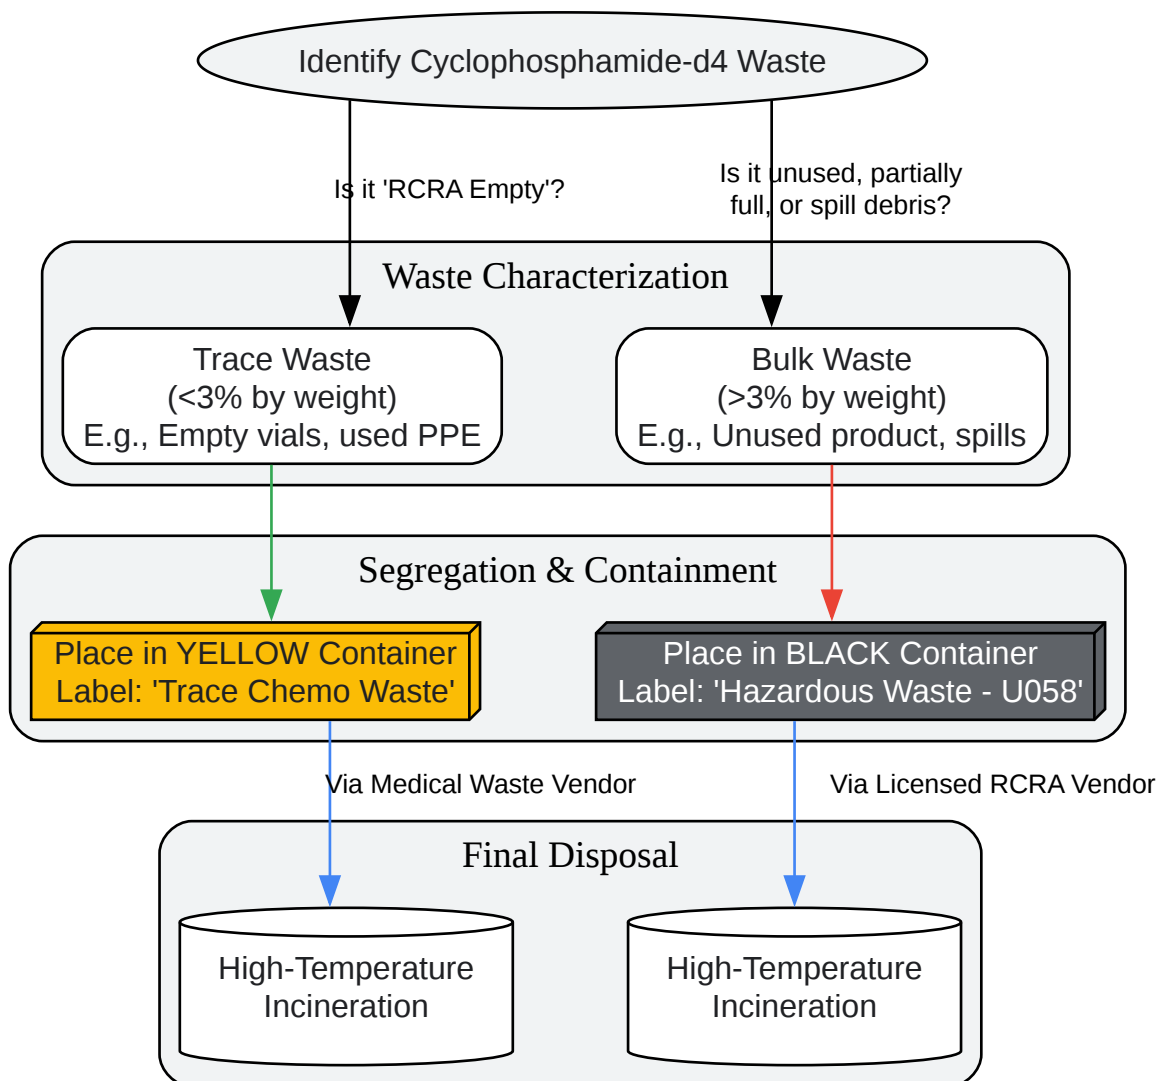 Identify Cyclophosphamide-d4 Waste
Is it 'RCRA Empty'?
Is it unused, partially
full, or spill debris?
Waste Characterization
Trace Waste
(<3% by weight)
E.g., Empty vials, used PPE
Bulk Waste
(>3% by weight)
E.g., Unused product, spills
Segregation & Containment
Place in YELLOW Container
Label: 'Trace Chemo Waste'
Place in BLACK Container
Label: 'Hazardous Waste - U058'
Via Medical Waste Vendor
Via Licensed RCRA Vendor
Final Disposal
High-Temperature
Incineration
High-Temperature
Incineration